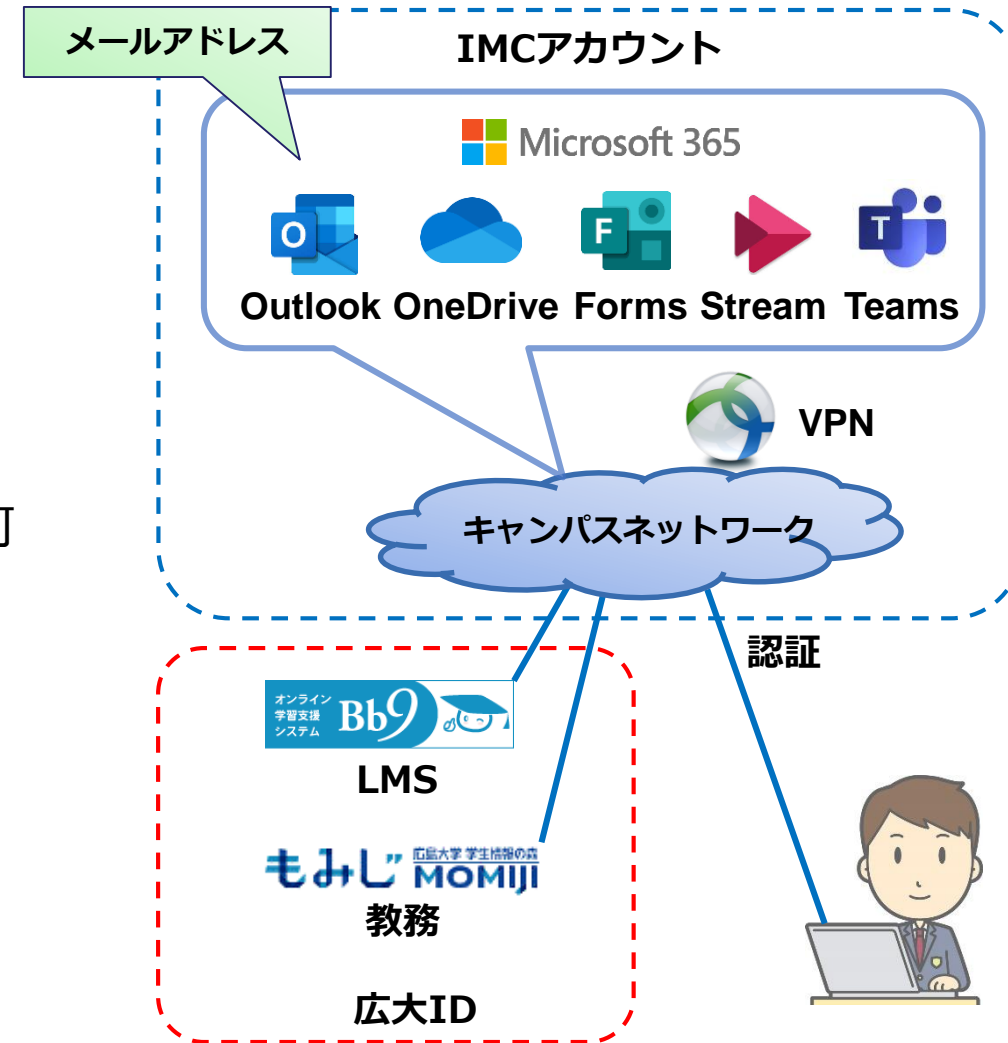 メールアドレス
IMCアカウント
Microsoft 365
O
F
T
Outlook OneDrive Forms Stream Teams
VPN
可
キャンパスネットワーク
認証
オンライン
学習支援
システム
Bb9
LMS
もみじ
広島大学 学生情報の森
MOMIJI
教務
広大ID